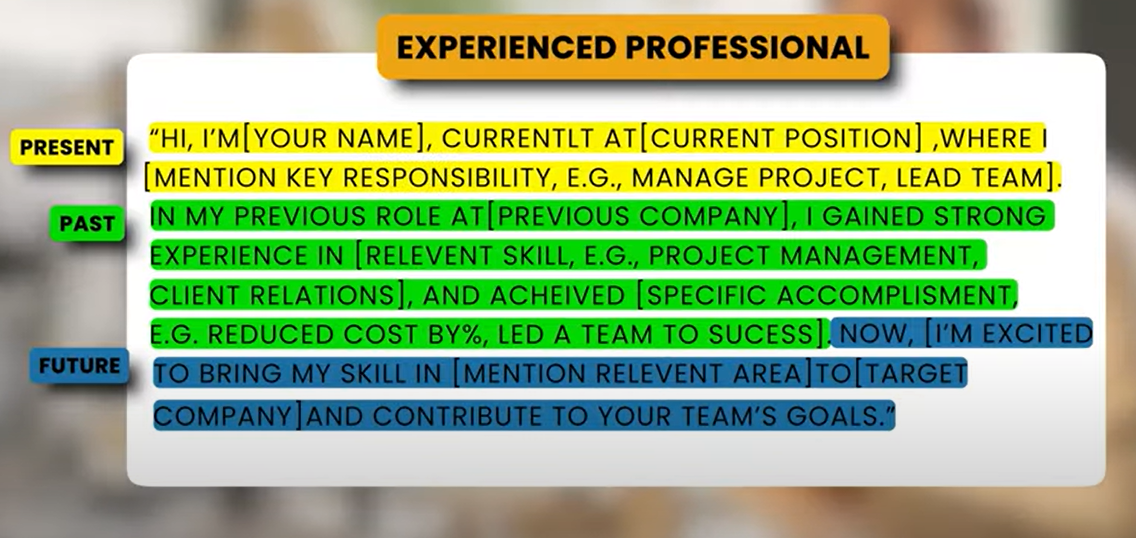 EXPERIENCED PROFESSIONAL
PRESENT
“HI, I’M[YOUR NAME], CURRENTLT AT[CURRENT POSITION] ,WHERE I
[MENTION KEY RESPONSIBILITY, E.G., MANAGE PROJECT, LEAD TEAM].
PAST
IN MY PREVIOUS ROLE AT[PREVIOUS COMPANY], I GAINED STRONG
EXPERIENCE IN [RELEVENT SKILL, E.G., PROJECT MANAGEMENT,
CLIENT RELATIONS], AND ACHEIVED [SPECIFIC ACCOMPLISMENT,
E.G. REDUCED COST BY%, LED A TEAM TO SUCESS]. NOW, [I’M EXCITED
FUTURE
TO BRING MY SKILL IN [MENTION RELEVENT AREA]TO[TARGET
COMPANY]AND CONTRIBUTE TO YOUR TEAM’S GOALS.”